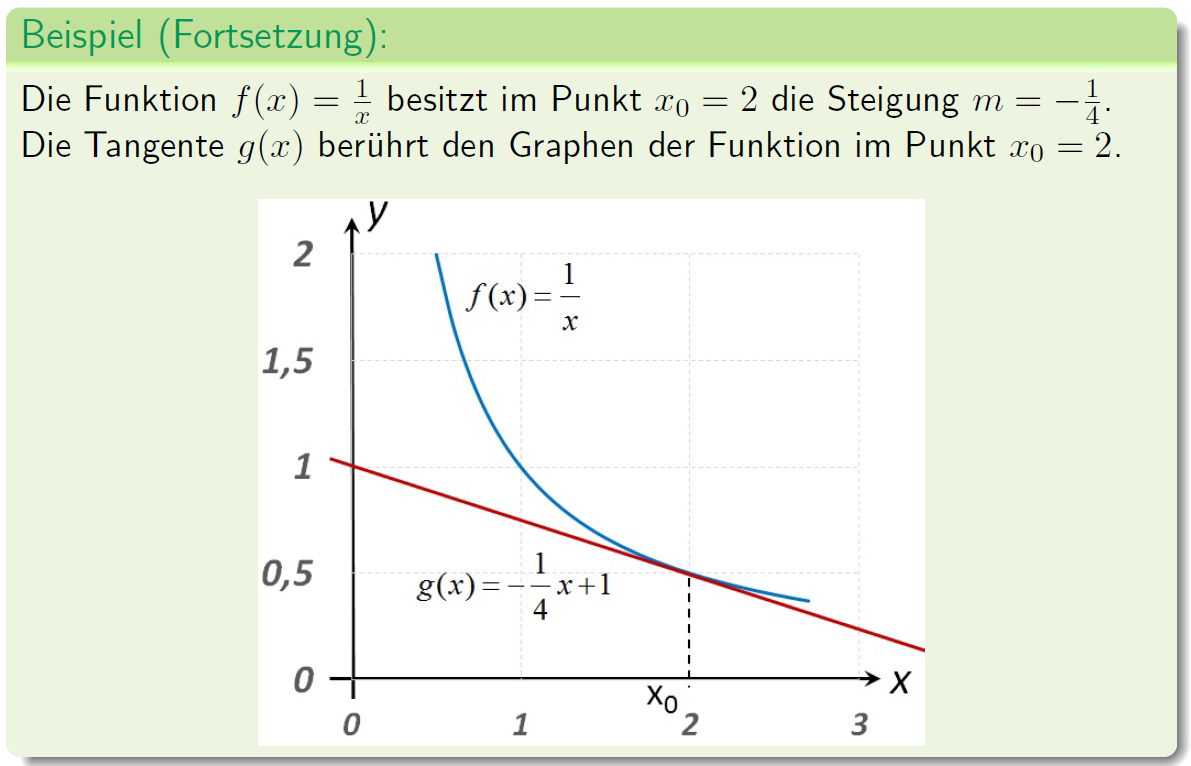 Beispiel (Fortsetzung):
Die Funktion f(x) = 1/x besitzt im Punkt x₀ = 2 die Steigung m = −1/4.
Die Tangente g(x) berührt den Graphen der Funktion im Punkt x₀ = 2.
y
2
f(x) = 1/x
1,5
1
0,5
g(x) = −1/4 x+1
0
x
x₀
0 1 2 3